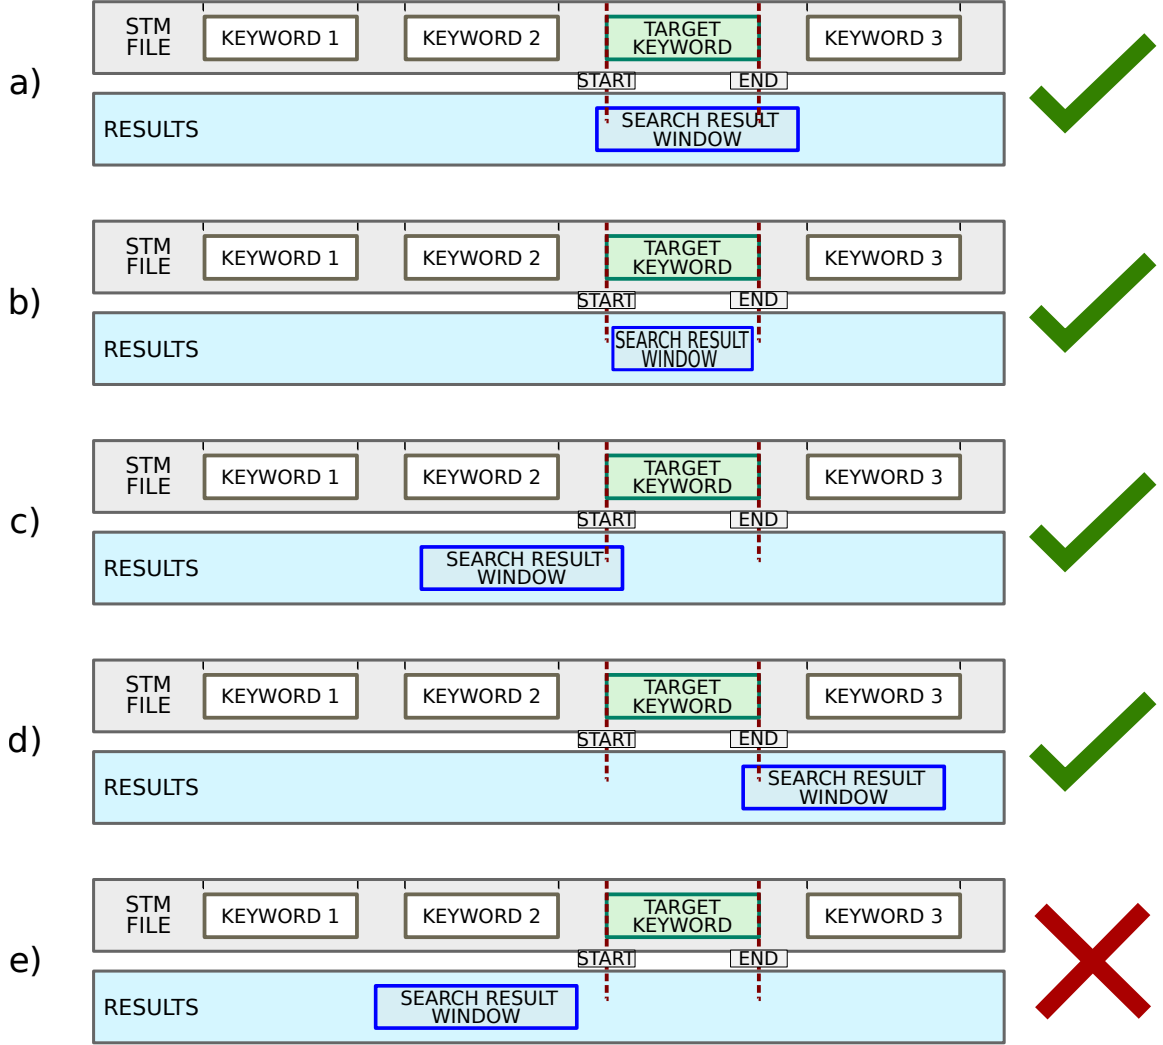 a)
STM
FILE
KEYWORD 1
KEYWORD 2
TARGET
KEYWORD
KEYWORD 3
START
END
RESULTS
SEARCH RESULT
WINDOW
b)
STM
FILE
KEYWORD 1
KEYWORD 2
TARGET
KEYWORD
KEYWORD 3
START
END
RESULTS
SEARCH RESULT
WINDOW
c)
STM
FILE
KEYWORD 1
KEYWORD 2
TARGET
KEYWORD
KEYWORD 3
START
END
RESULTS
SEARCH RESULT
WINDOW
d)
STM
FILE
KEYWORD 1
KEYWORD 2
TARGET
KEYWORD
KEYWORD 3
START
END
RESULTS
SEARCH RESULT
WINDOW
e)
STM
FILE
KEYWORD 1
KEYWORD 2
TARGET
KEYWORD
KEYWORD 3
START
END
RESULTS
SEARCH RESULT
WINDOW